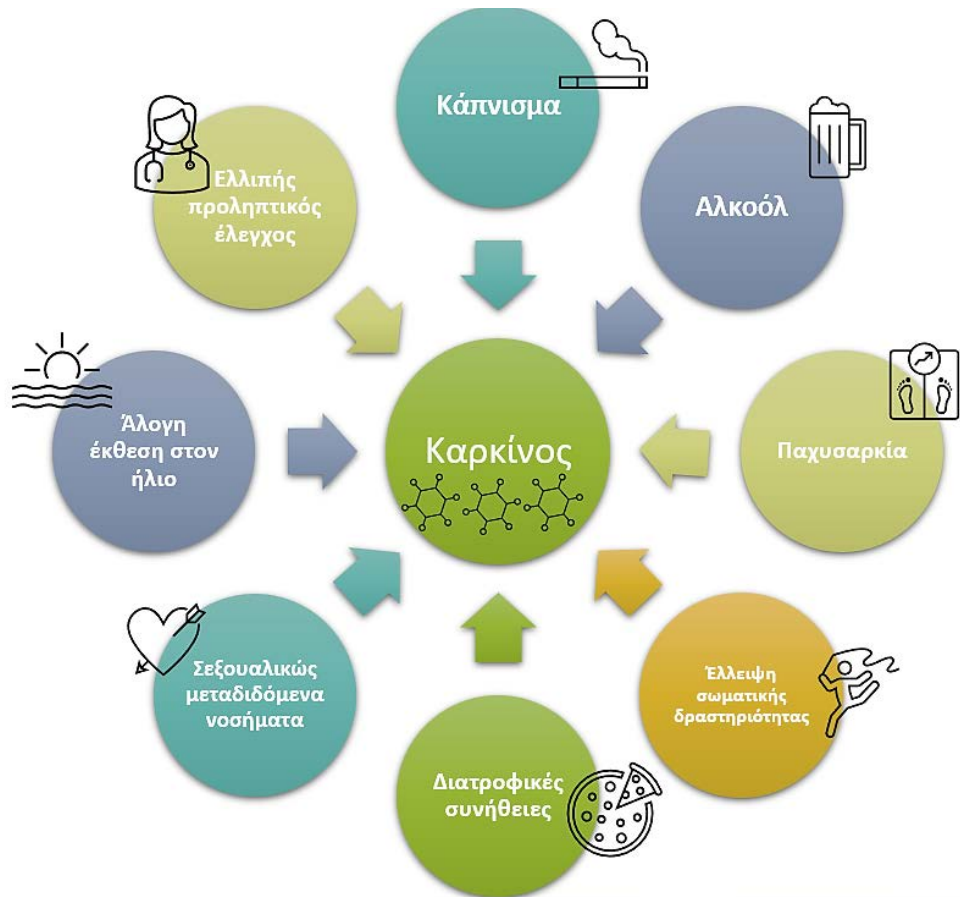 Κάπνισμα
Αλκοόλ
Παχυσαρκία
Έλλειψη
σωματικής
δραστηριότητας
Διατροφικές
συνήθειες
Σεξουαλικώς
μεταδιδόμενα
νοσήματα
Άλογη
έκθεση στον
ήλιο
Ελλιπής
προληπτικός
έλεγχος
Καρκίνος